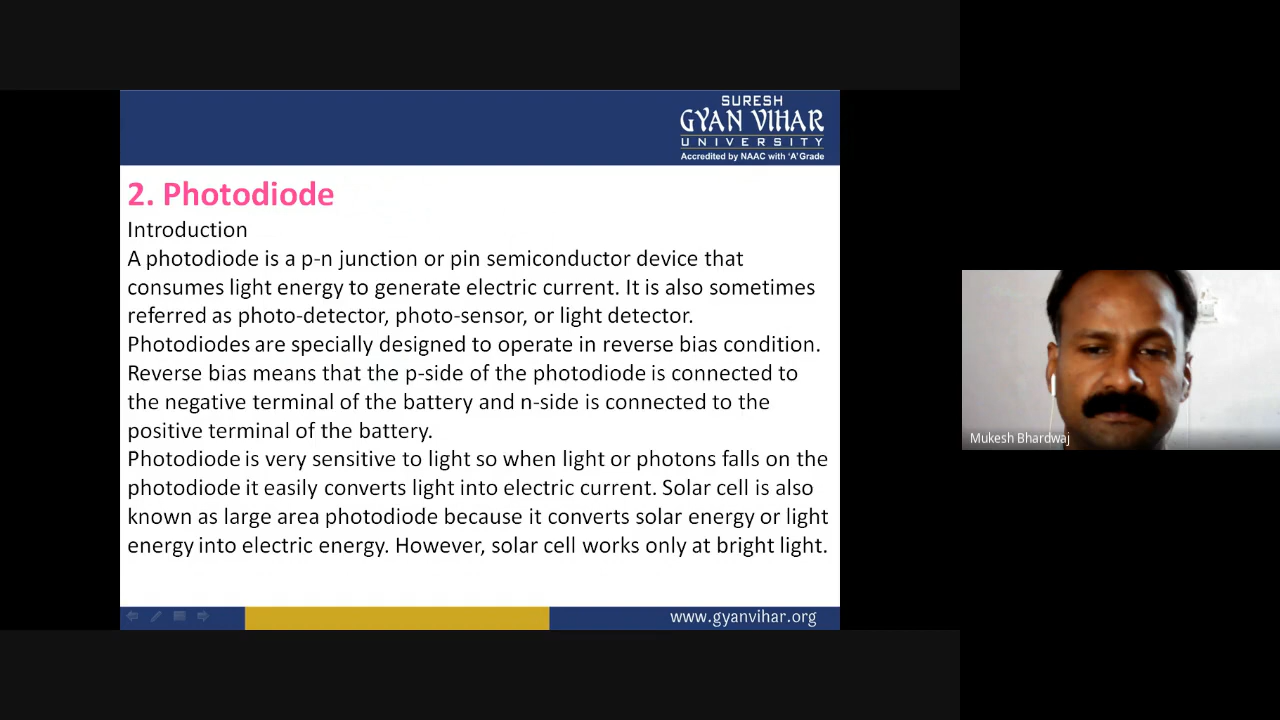 SURESH
GYAN VIHAR
UNIVERSITY
Accredited by NAAC with 'A' Grade
2. Photodiode
Introduction
A photodiode is a p-n junction or pin semiconductor device that
consumes light energy to generate electric current. It is also sometimes
referred as photo-detector, photo-sensor, or light detector.
Photodiodes are specially designed to operate in reverse bias condition.
Reverse bias means that the p-side of the photodiode is connected to
the negative terminal of the battery and n-side is connected to the
positive terminal of the battery.
Photodiode is very sensitive to light so when light or photons falls on the
photodiode it easily converts light into electric current. Solar cell is also
known as large area photodiode because it converts solar energy or light
energy into electric energy. However, solar cell works only at bright light.
www.gyanvihar.org
Mukesh Bhardwaj